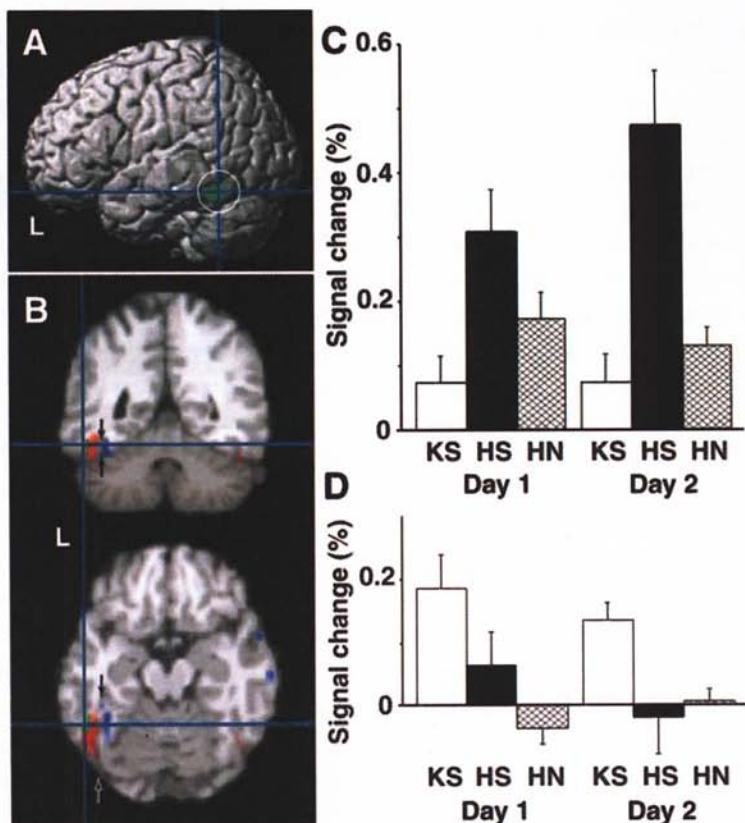 A
L
B
L
C
Signal change (%)
0.6
0.4
0.2
0
KS HS HN KS HS HN
Day 1 Day 2
D
Signal change (%)
0.2
0
KS HS HN KS HS HN
Day 1 Day 2